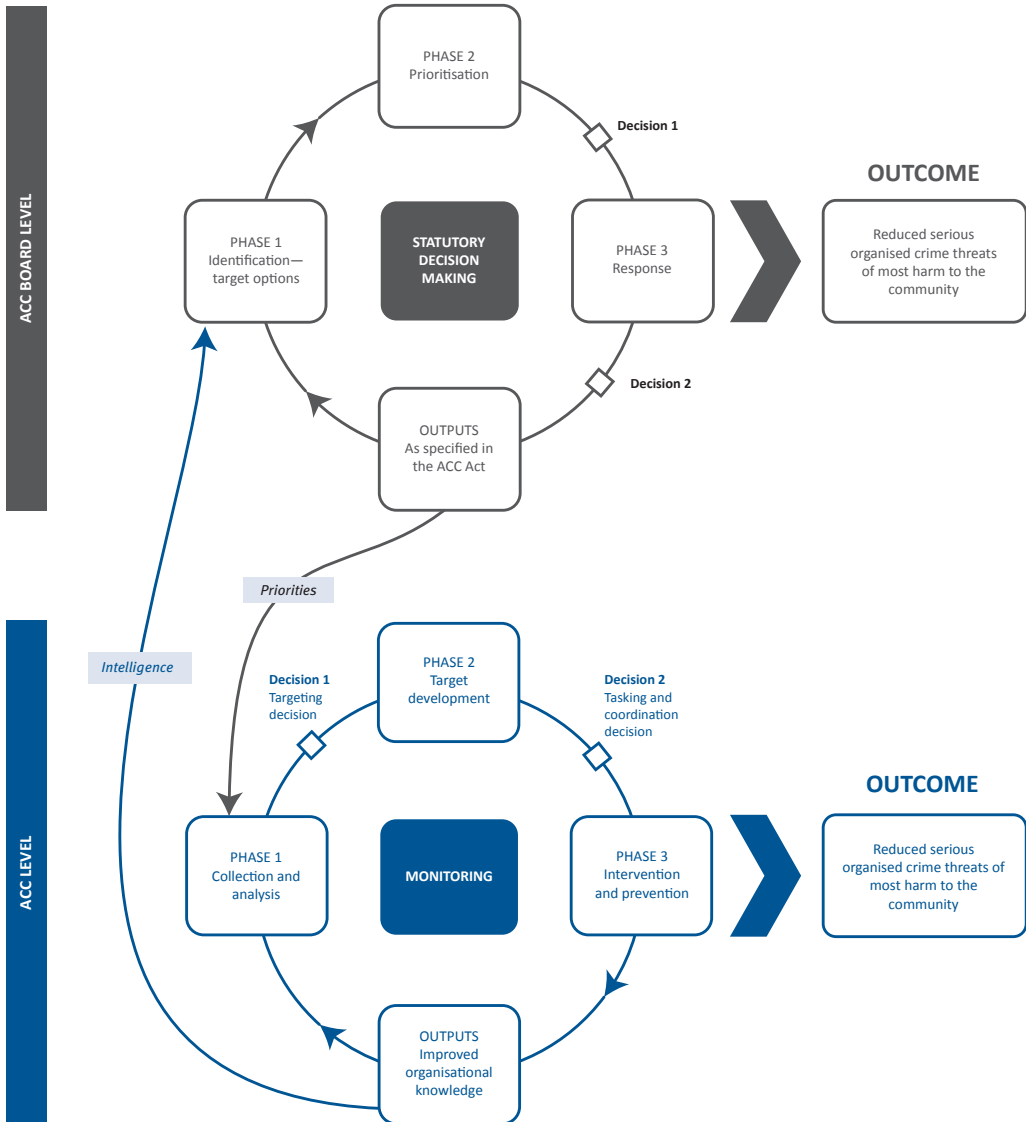 ACC BOARD LEVEL
PHASE 2
Prioritisation
Decision 1
PHASE 1
Identification—
target options
STATUTORY
DECISION
MAKING
PHASE 3
Response
OUTCOME
Reduced serious
organised crime threats
of most harm to the
community
Decision 2
OUTPUTS
As specified in
the ACC Act
Priorities
Intelligence
ACC LEVEL
Decision 1
Targeting
decision
PHASE 2
Target
development
Decision 2
Tasking and
coordination
decision
PHASE 1
Collection and
analysis
MONITORING
PHASE 3
Intervention
and prevention
OUTCOME
Reduced serious
organised crime threats of
most harm to the
community
OUTPUTS
Improved
organisational
knowledge